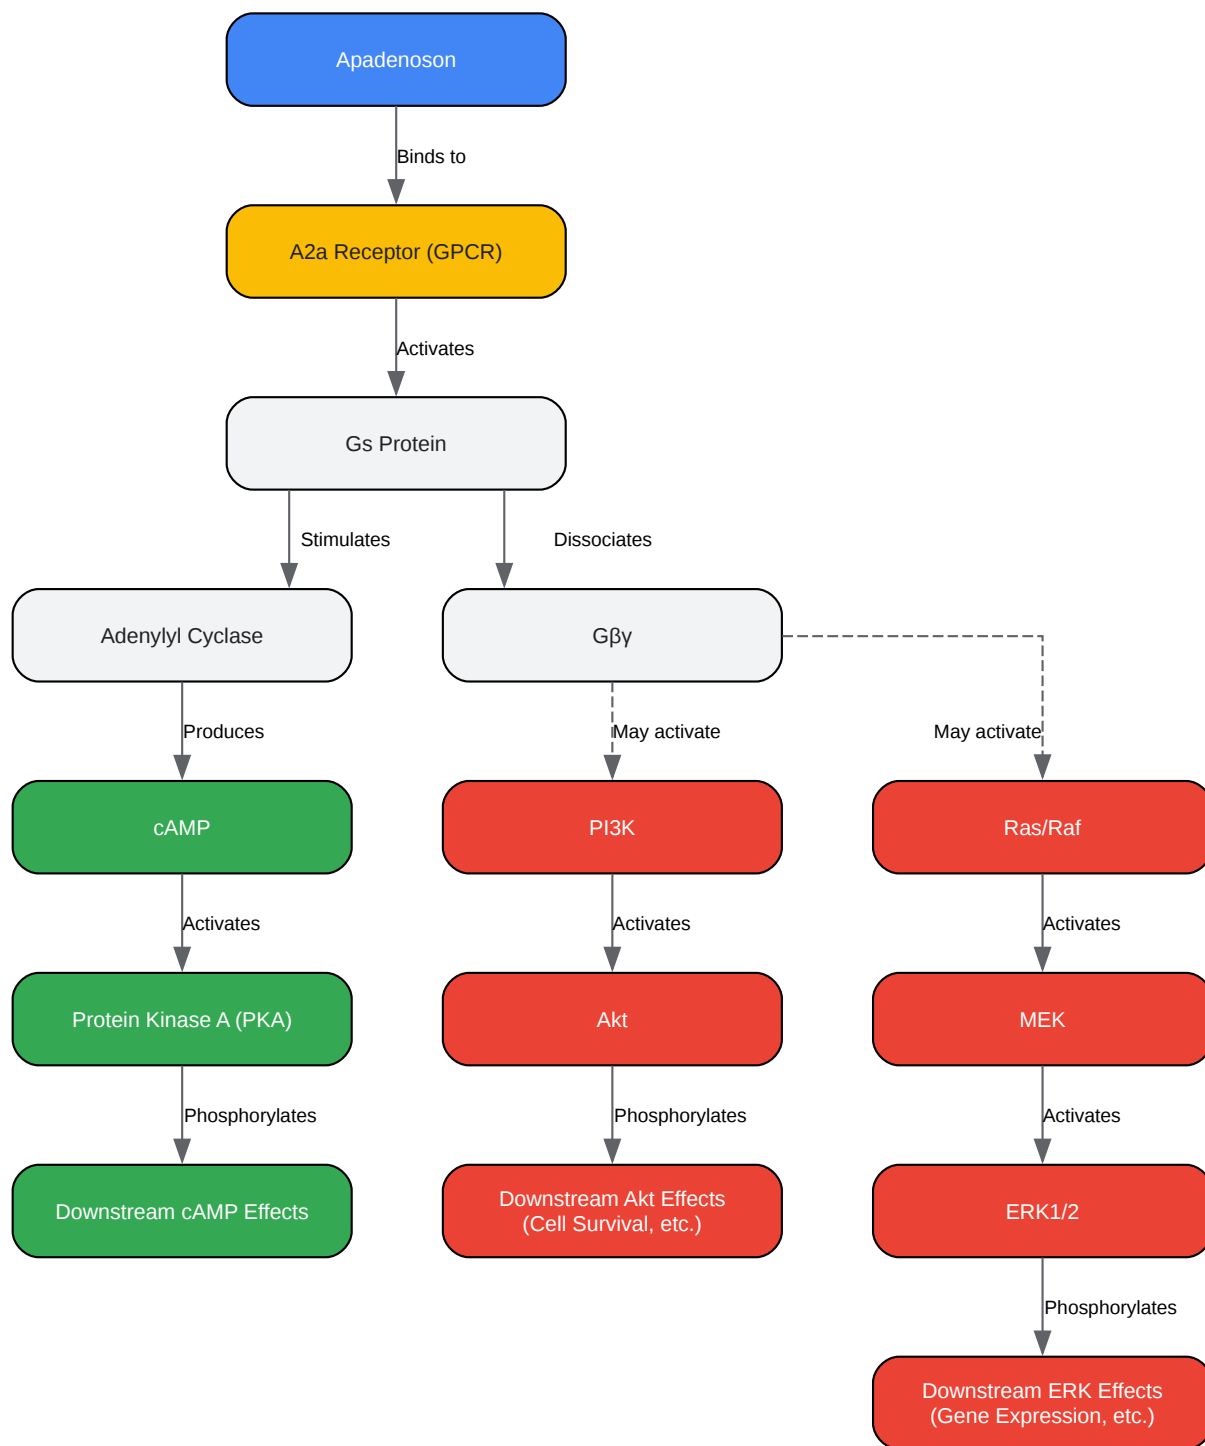 Apadenoson
Binds to
A2a Receptor (GPCR)
Activates
Gs Protein
Stimulates
Dissociates
Adenylyl Cyclase
Gβγ
Produces
May activate
May activate
cAMP
PI3K
Ras/Raf
Activates
Activates
Activates
Protein Kinase A (PKA)
Akt
MEK
Phosphorylates
Phosphorylates
Activates
Downstream cAMP Effects
Downstream Akt Effects
(Cell Survival, etc.)
ERK1/2
Phosphorylates
Downstream ERK Effects
(Gene Expression, etc.)